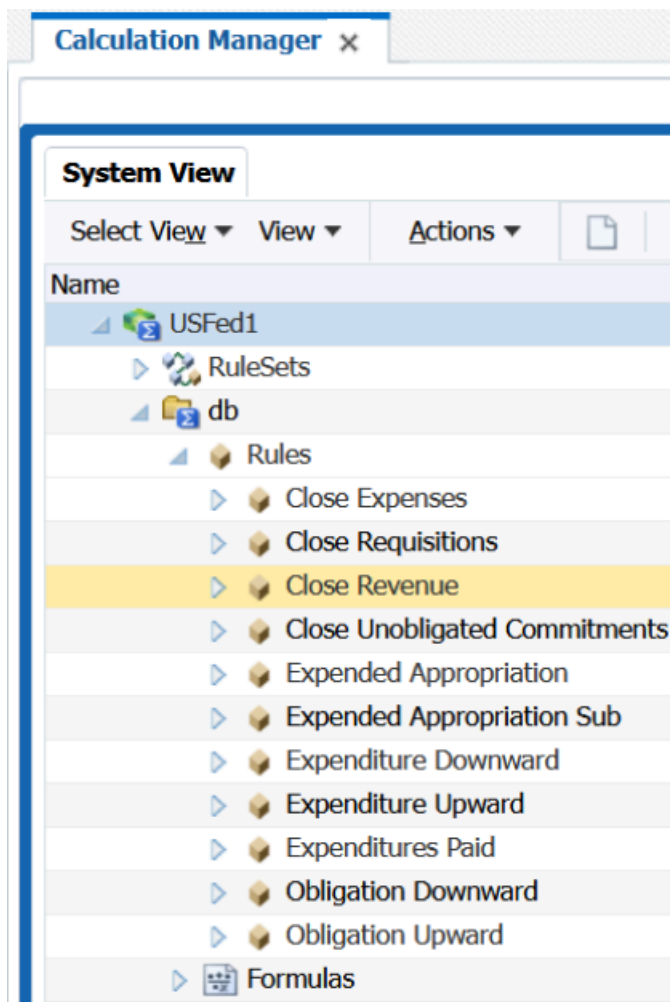 Calculation Manager ×
System View
Select View ▼ View ▼ Actions ▼
Name
USFed1
RuleSets
db
Rules
Close Expenses
Close Requisitions
Close Revenue
Close Unobligated Commitments
Expended Appropriation
Expended Appropriation Sub
Expenditure Downward
Expenditure Upward
Expenditures Paid
Obligation Downward
Obligation Upward
Formulas